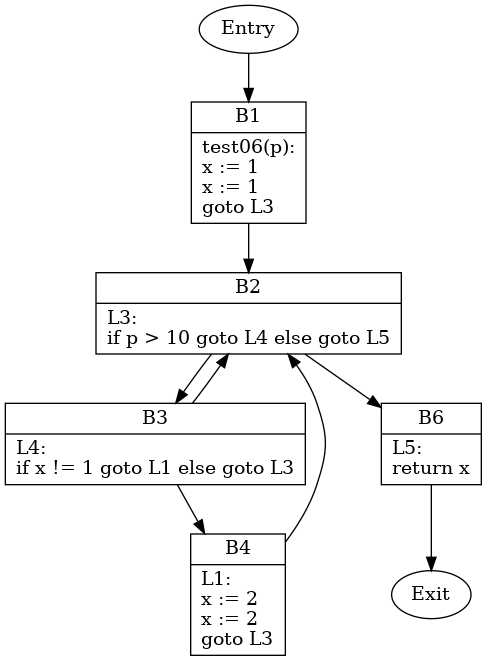 Entry
B1
test06(p):
x := 1
x := 1
goto L3
B2
L3:
if p > 10 goto L4 else goto L5
B3
L4:
if x != 1 goto L1 else goto L3
B6
L5:
return x
B4
L1:
x := 2
x := 2
goto L3
Exit